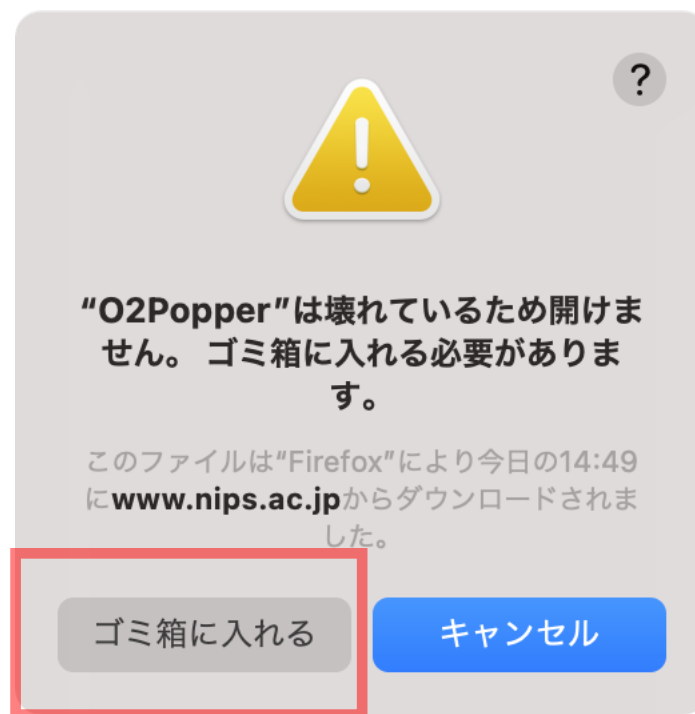 ?
“O2Popper”は壊れているため開けま
せん。 ゴミ箱に入れる必要がありま
す。
このファイルは“Firefox”により今日の14:49
にwww.nips.ac.jpからダウンロードされま
した。
ゴミ箱に入れる
キャンセル